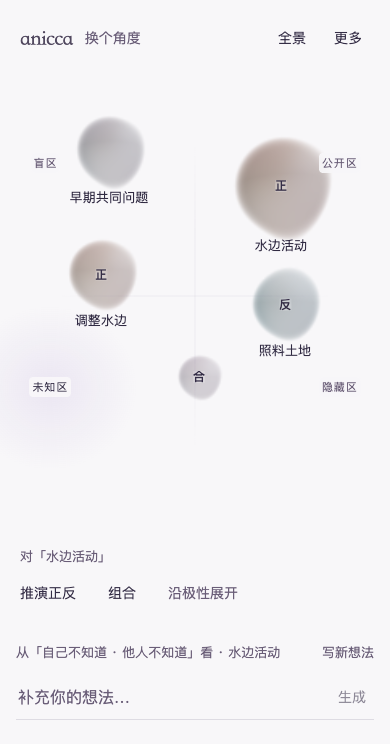 anicca 换个角度 全景 更多
盲区
早期共同问题
公开区
正
水边活动
正
调整水边
反
照料土地
未知区
合
隐藏区
对「水边活动」
推演正反 组合 沿极性展开
从「自己不知道 · 他人不知道」看 · 水边活动 写新想法
补充你的想法… 生成